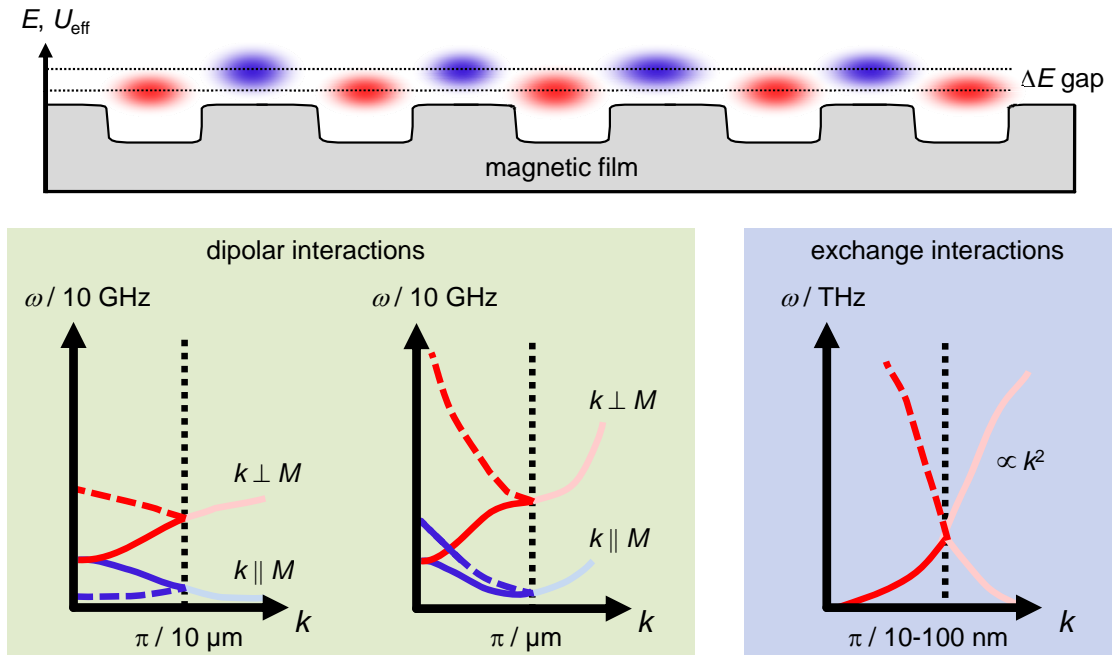 E, U_eff
ΔE gap
magnetic film
dipolar interactions
ω / 10 GHz
k ⊥ M
k || M
k
π / 10 μm
ω / 10 GHz
k ⊥ M
k || M
k
π / μm
exchange interactions
ω / THz
∝ k²
k
π / 10-100 nm